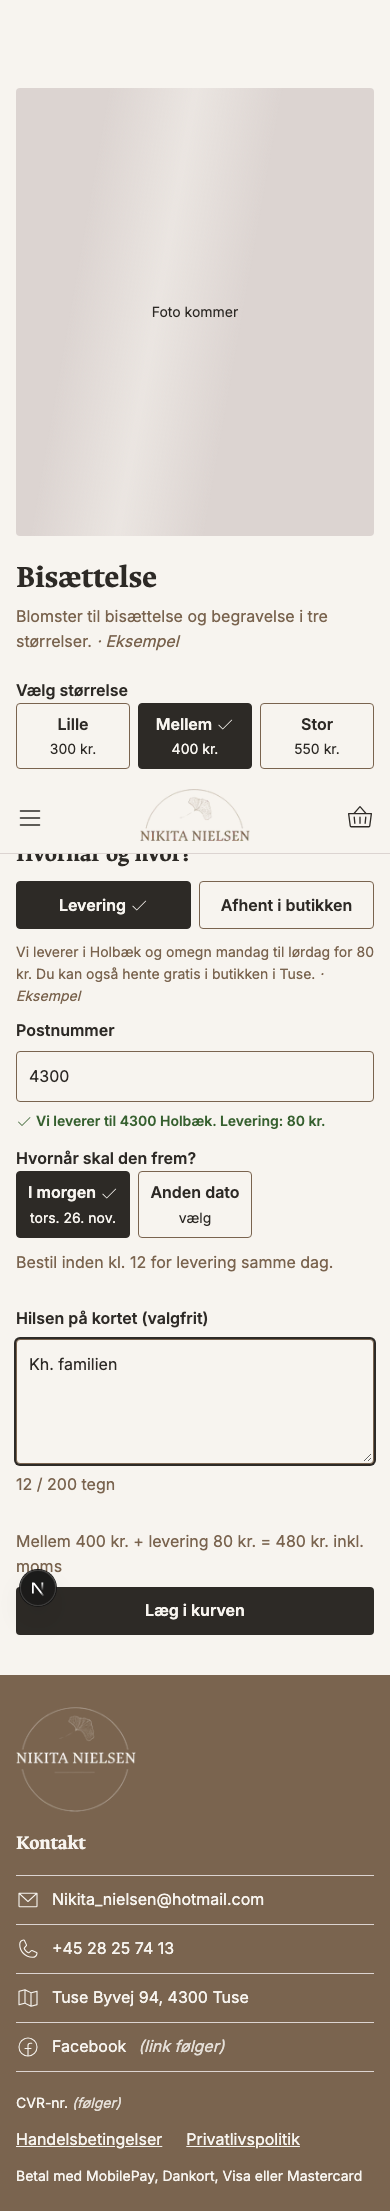 Foto kommer
Bisættelse
Blomster til bisættelse og begravelse i tre
størrelser. · Eksempel
Vælg størrelse
Lille
300 kr.
Mellem
400 kr.
Stor
550 kr.
NIKITA NIELSEN
Hvornår og hvor?
Levering
Afhent i butikken
Vi leverer i Holbæk og omegn mandag til lørdag for 80
kr. Du kan også hente gratis i butikken i Tuse. ·
Eksempel
Postnummer
4300
Vi leverer til 4300 Holbæk. Levering: 80 kr.
Hvornår skal den frem?
I morgen
tors. 26. nov.
Anden dato
vælg
Bestil inden kl. 12 for levering samme dag.
Hilsen på kortet (valgfrit)
Kh. familien
12 / 200 tegn
Mellem 400 kr. + levering 80 kr. = 480 kr. inkl.
moms
N
Læg i kurven
NIKITA NIELSEN
Kontakt
Nikita_nielsen@hotmail.com
+45 28 25 74 13
Tuse Byvej 94, 4300 Tuse
Facebook (link følger)
CVR-nr. (følger)
Handelsbetingelser Privatlivspolitik
Betal med MobilePay, Dankort, Visa eller Mastercard